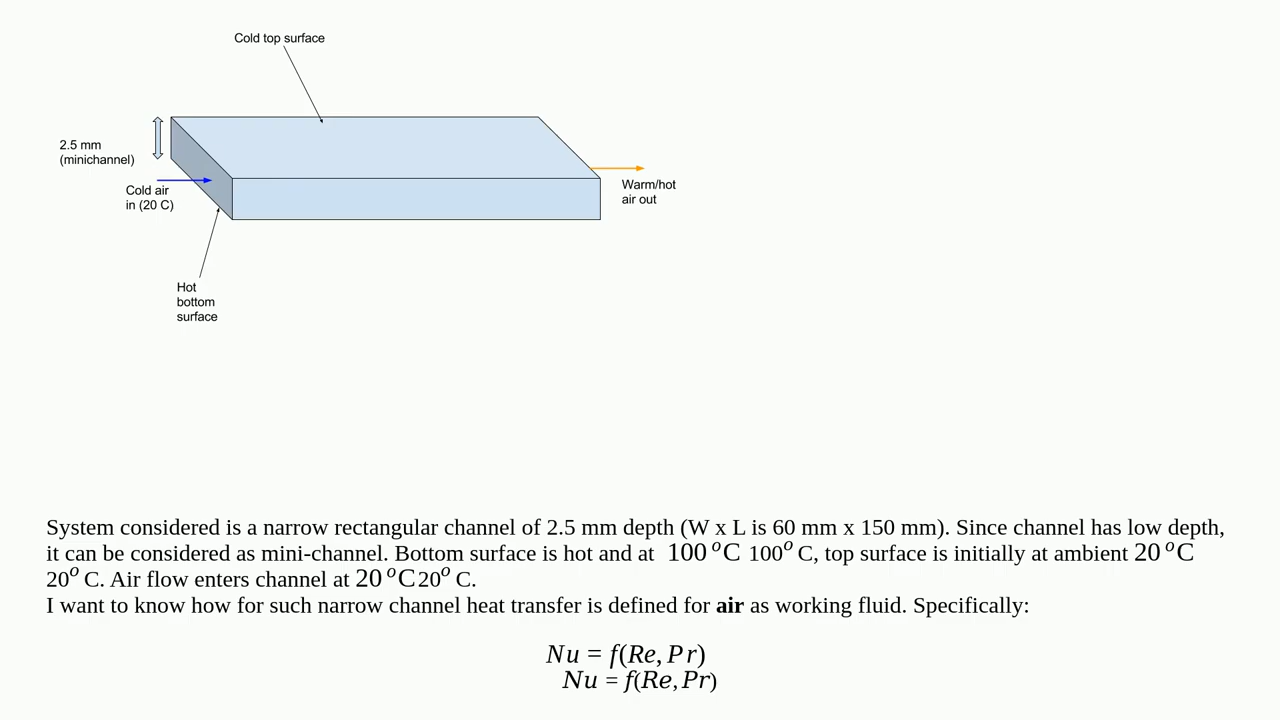 Cold top surface
2.5 mm
(minichannel)
Cold air
in (20 C)
Warm/hot
air out
Hot
bottom
surface
System considered is a narrow rectangular channel of 2.5 mm depth (W x L is 60 mm x 150 mm). Since channel has low depth,
it can be considered as mini-channel. Bottom surface is hot and at 100 °C 100° C, top surface is initially at ambient 20 °C
20° C. Air flow enters channel at 20 °C20° C.
I want to know how for such narrow channel heat transfer is defined for air as working fluid. Specifically:
Nu = f(Re, Pr)
Nu = f(Re, Pr)